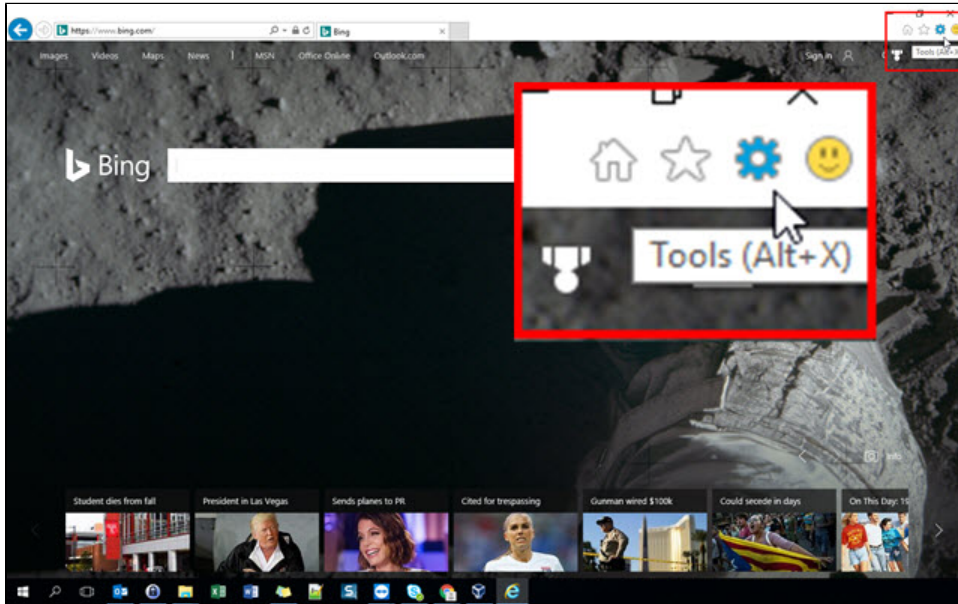 https://www.bing.com/
Bing
Images Videos Maps News MSN Office Online Outlook.com
Sign in
Tools (Alt+X)
Bing
Tools (Alt+X)
Info
Student dies from fall
President in Las Vegas
Sends planes to PR
Cited for trespassing
Gunman wired $100k
Could secede in days
On This Day: 19